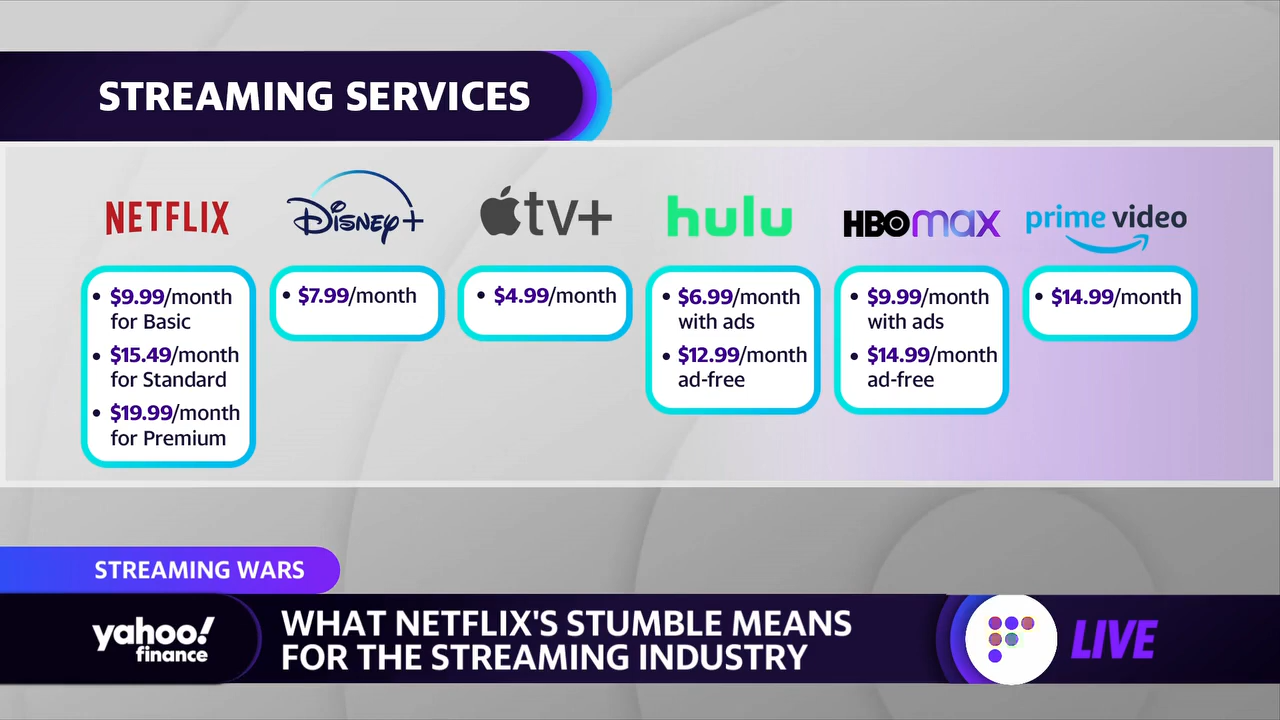 STREAMING SERVICES
NETFLIX
Disney+
tv+
hulu
HBOmax
prime video
• $9.99/month
for Basic
• $15.49/month
for Standard
• $19.99/month
for Premium
• $7.99/month
• $4.99/month
• $6.99/month
with ads
• $12.99/month
ad-free
• $9.99/month
with ads
• $14.99/month
ad-free
• $14.99/month
STREAMING WARS
yahoo!
finance
WHAT NETFLIX'S STUMBLE MEANS
FOR THE STREAMING INDUSTRY
LIVE